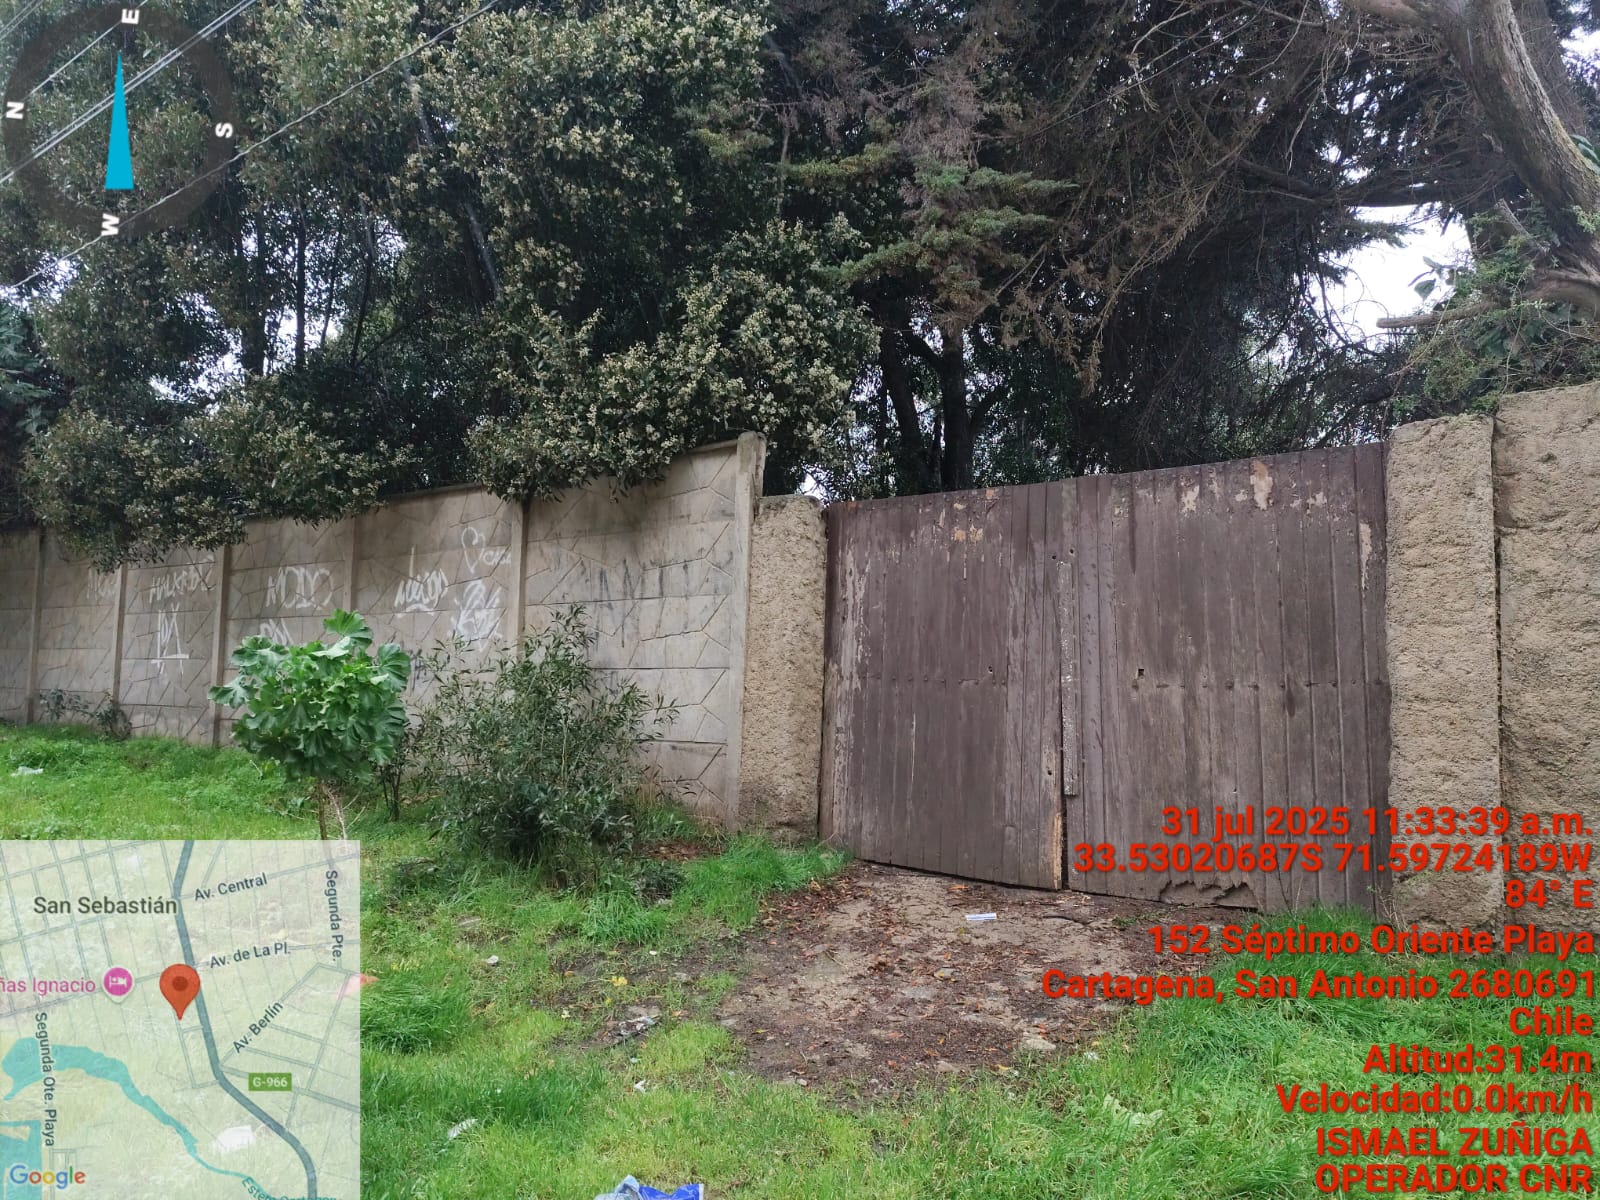 E
N
S
W
MODO
31 jul 2025 11:33:39 a.m.
33.53020687S 71.59724189W
84° E
152 Séptimo Oriente Playa
Cartagena, San Antonio 2680691
Chile
Altitud:31.4m
Velocidad:0.0km/h
ISMAEL ZUÑIGA
OPERADOR CNR
San Sebastián
Av. Central
Segunda Pte.
Av. de La Pl.
ñas Ignacio
Av. Berlín
Segunda Ote. Playa
G-966
Google